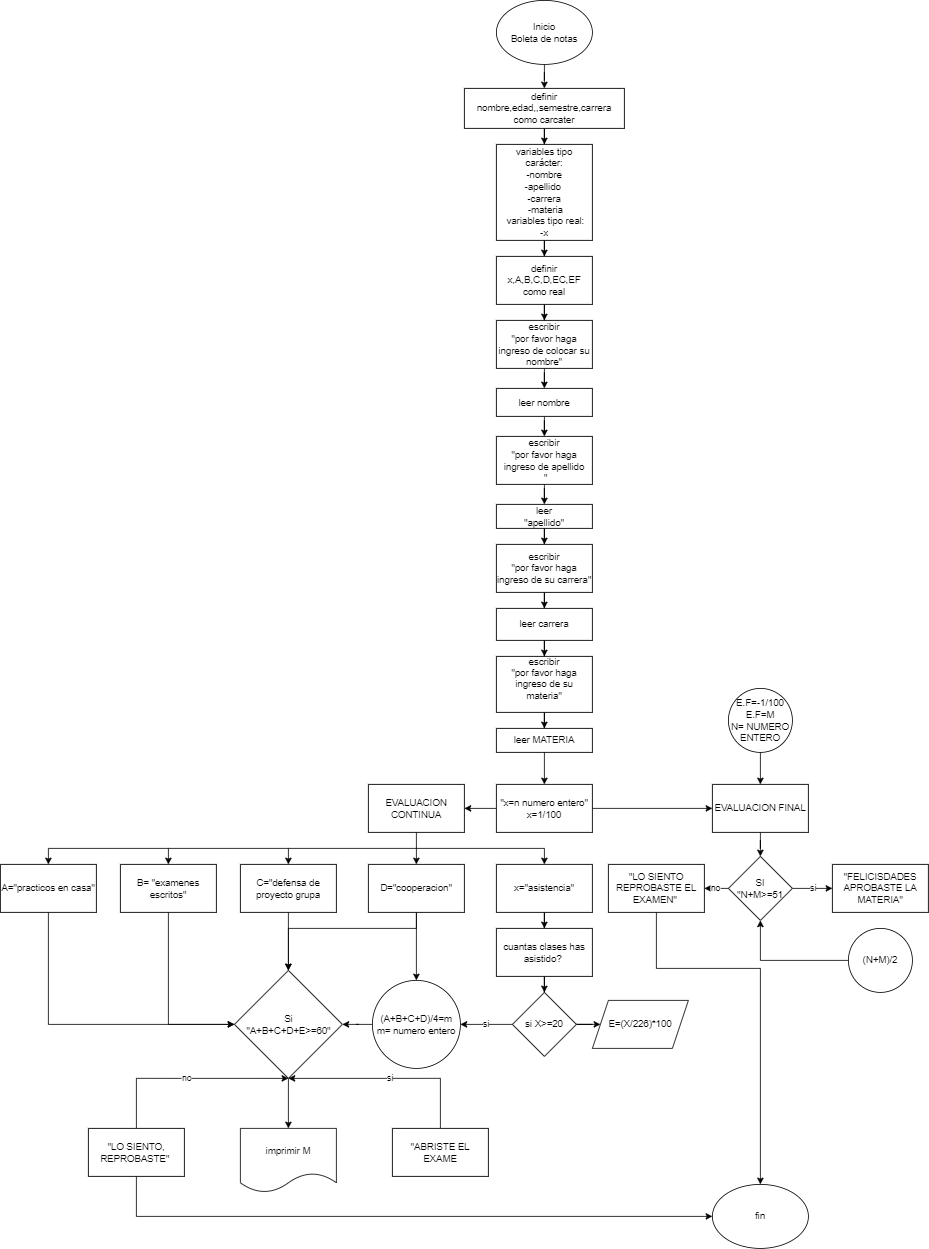 Inicio
Boleta de notas
definir
nombre,edad,,semestre,carrera
como carcater
variables tipo
carácter:
-nombre
-apellido
-carrera
-materia
variables tipo real:
-x
definir
x,A,B,C,D,EC,EF
como real
escribir
"por favor haga
ingreso de colocar su
nombre"
leer nombre
escribir
"por favor haga
ingreso de apellido
"
leer
"apellido"
escribir
"por favor haga
ingreso de su carrera"
leer carrera
escribir
"por favor haga
ingreso de su
materia"
leer MATERIA
E.F=-1/100
E.F=M
N= NUMERO
ENTERO
EVALUACION
CONTINUA
"x=n numero entero"
x=1/100
EVALUACION FINAL
A="practicos en casa"
B= "examenes
escritos"
C="defensa de
proyecto grupa
D="cooperacion"
x="asistencia"
"LO SIENTO
REPROBASTE EL
EXAMEN"
no
SI
"N+M>=51
si
"FELICISDADES
APROBASTE LA
MATERIA"
cuantas clases has
asistido?
(N+M)/2
Si
"A+B+C+D+E>=60"
(A+B+C+D)/4=m
m= numero entero
si
si X>=20
E=(X/226)*100
no
si
"LO SIENTO,
REPROBASTE"
imprimir M
"ABRISTE EL
EXAME
fin